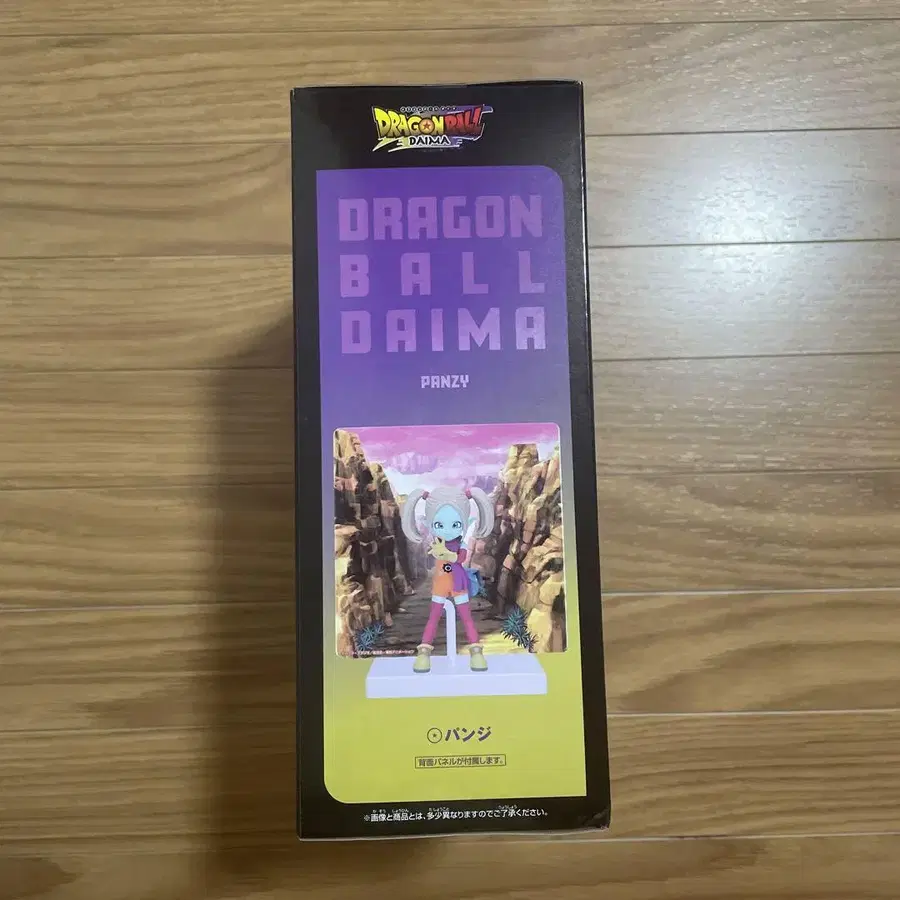 DRAGON BALL
DAIMA
DRAGON
BALL
DAIMA
PANZY
パンジ
背面パネルが付属します。
※画像と商品とは、多少異なりますのでご了承ください。